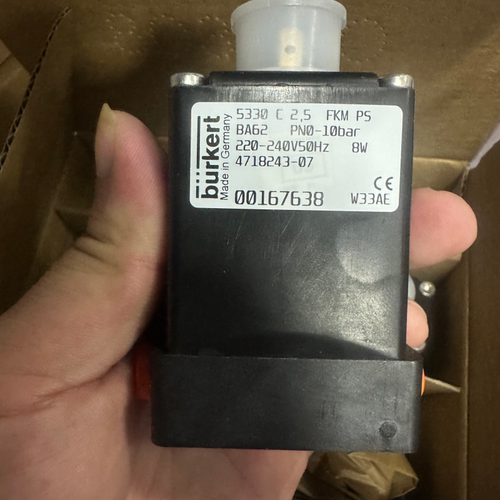 bürkert
Made in Germany
5330 C 2,5 FKM PS
BA62 PN0-10bar
220-240V50Hz 8W
4718243-07
CE
00167638 W33AE